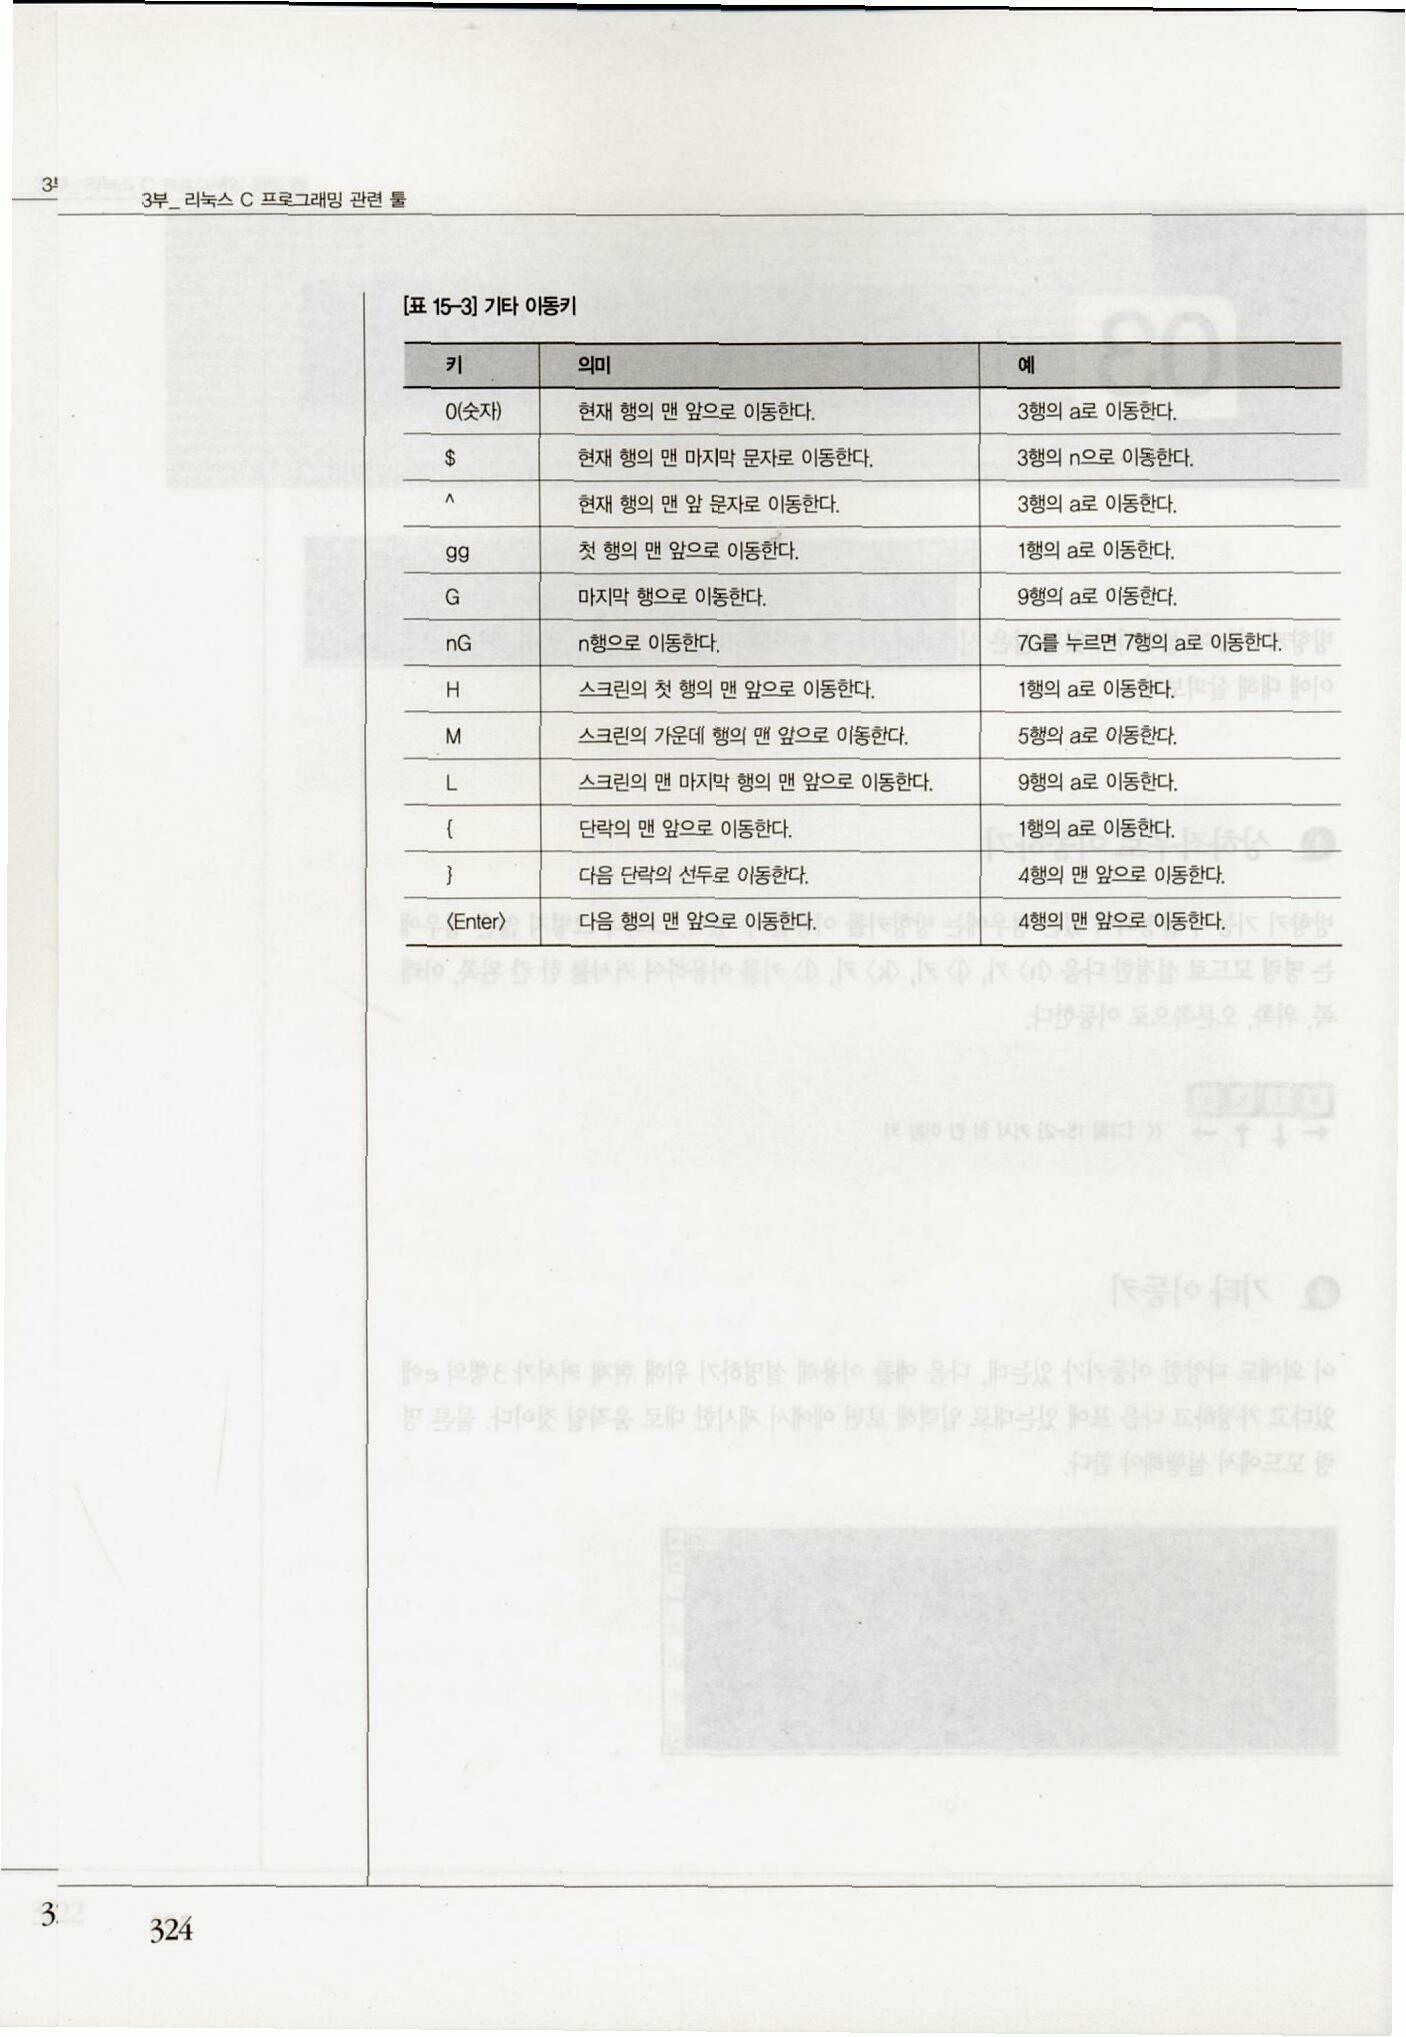 3부_ 리눅스 C 프로그래밍 관련 툴
[표 15-3] 기타 이동키
키 의미 예
0(숫자) 현재 행의 맨 앞으로 이동한다. 3행의 a로 이동한다.
$ 현재 행의 맨 마지막 문자로 이동한다. 3행의 n으로 이동한다.
^ 현재 행의 맨 앞 문자로 이동한다. 3행의 a로 이동한다.
gg 첫 행의 맨 앞으로 이동한다. 1행의 a로 이동한다.
G 마지막 행으로 이동한다. 9행의 a로 이동한다.
nG n행으로 이동한다. 7G를 누르면 7행의 a로 이동한다.
H 스크린의 첫 행의 맨 앞으로 이동한다. 1행의 a로 이동한다.
M 스크린의 가운데 행의 맨 앞으로 이동한다. 5행의 a로 이동한다.
L 스크린의 맨 마지막 행의 맨 앞으로 이동한다. 9행의 a로 이동한다.
{ 단락의 맨 앞으로 이동한다. 1행의 a로 이동한다.
} 다음 단락의 선두로 이동한다. 4행의 맨 앞으로 이동한다.
〈Enter〉 다음 행의 맨 앞으로 이동한다. 4행의 맨 앞으로 이동한다.
324